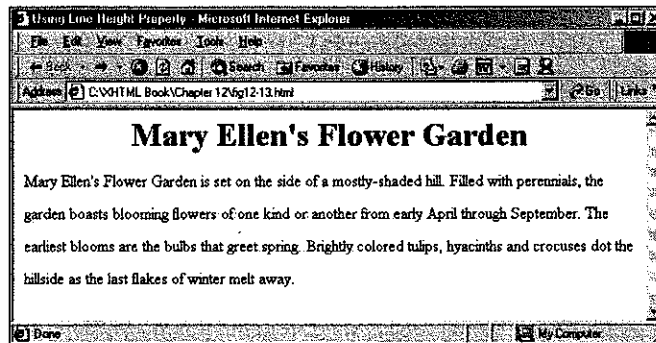 Using Line Height Property - Microsoft Internet Explorer
File Edit View Favorites Tools Help
Back Search Favorites History
Address C:\XHTML Book\Chapter 12\fig12-13.html Go Links
Mary Ellen's Flower Garden
Mary Ellen's Flower Garden is set on the side of a mostly-shaded hill. Filled with perennials, the
garden boasts blooming flowers of one kind or another from early April through September. The
earliest blooms are the bulbs that greet spring. Brightly colored tulips, hyacinths and crocuses dot the
hillside as the last flakes of winter melt away.
Done My Computer